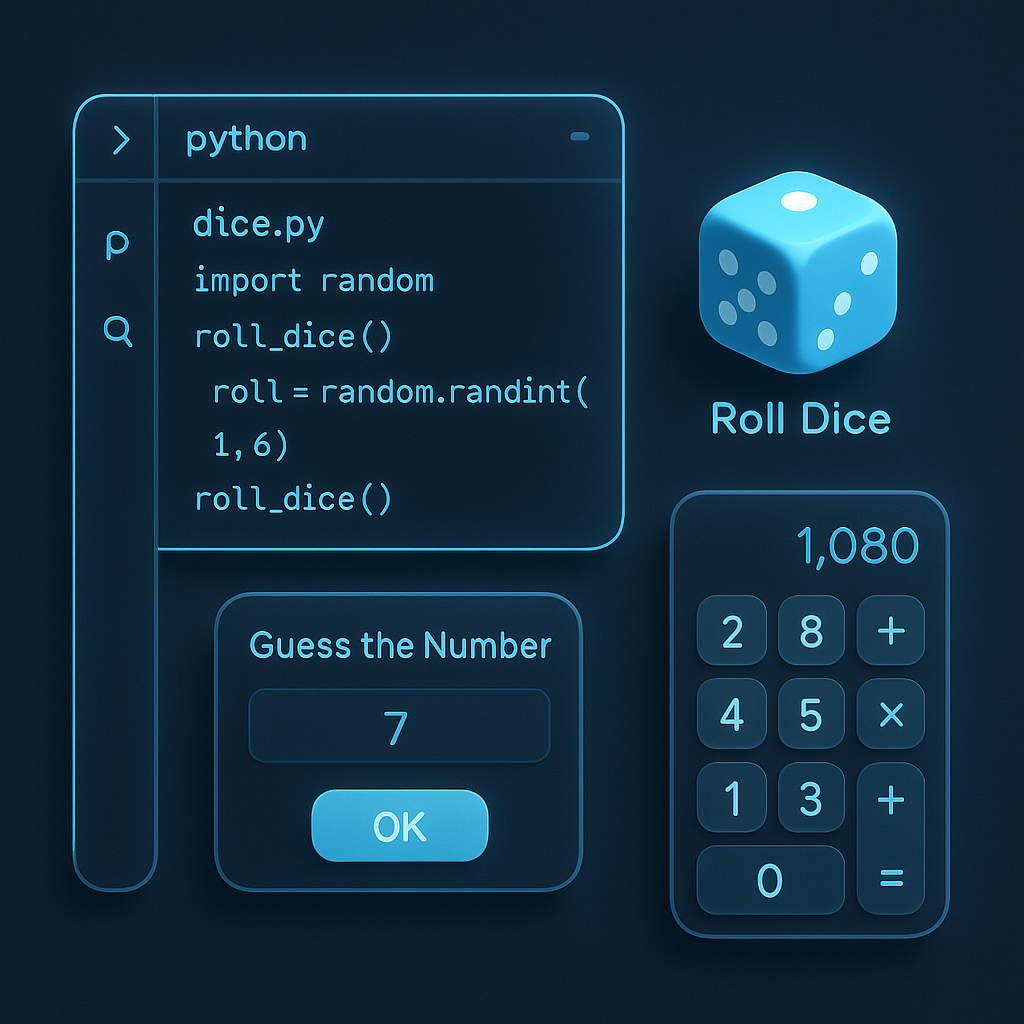 python
dice.py
import random
roll_dice()
roll = random.randint(
1, 6)
roll_dice()
Roll Dice
Guess the Number
7
OK
1,080
2 8 +
4 5 ×
1 3 +
0 =